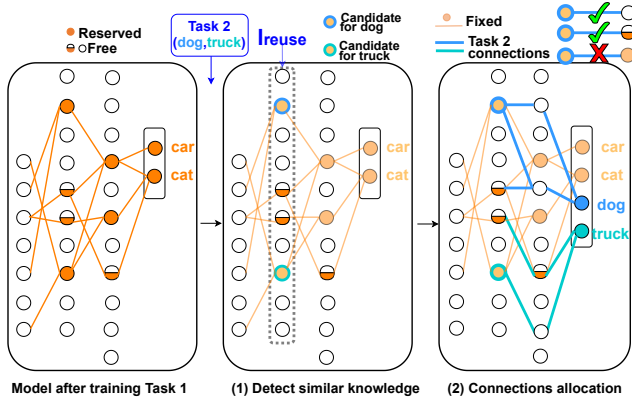 Reserved
Free
Task 2
(dog,truck)
lreuse
Candidate
for dog
Candidate
for truck
Fixed
Task 2
connections
car
cat
car
cat
car
cat
dog
truck
Model after training Task 1
(1) Detect similar knowledge
(2) Connections allocation